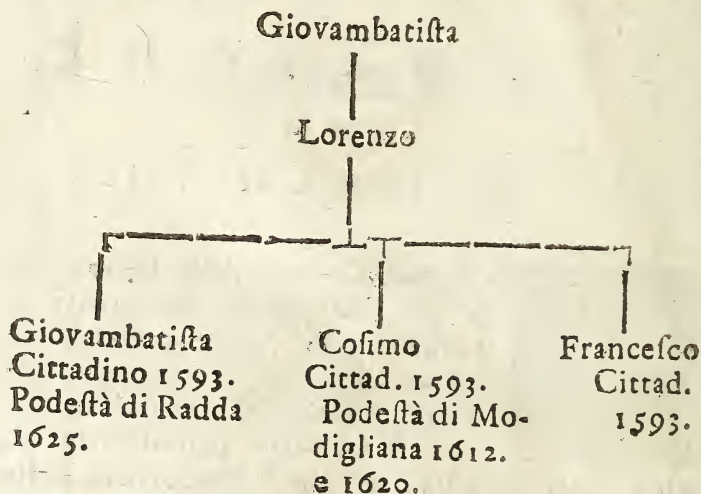 Giovambatiſta
Lorenzo
Giovambatiſta
Cittadino 1593.
Podeſtà di Radda
1625.
Coſimo
Cittad. 1593.
Podeſtà di Mo-
digliana 1612.
e 1620.
Franceſco
Cittad.
1593.